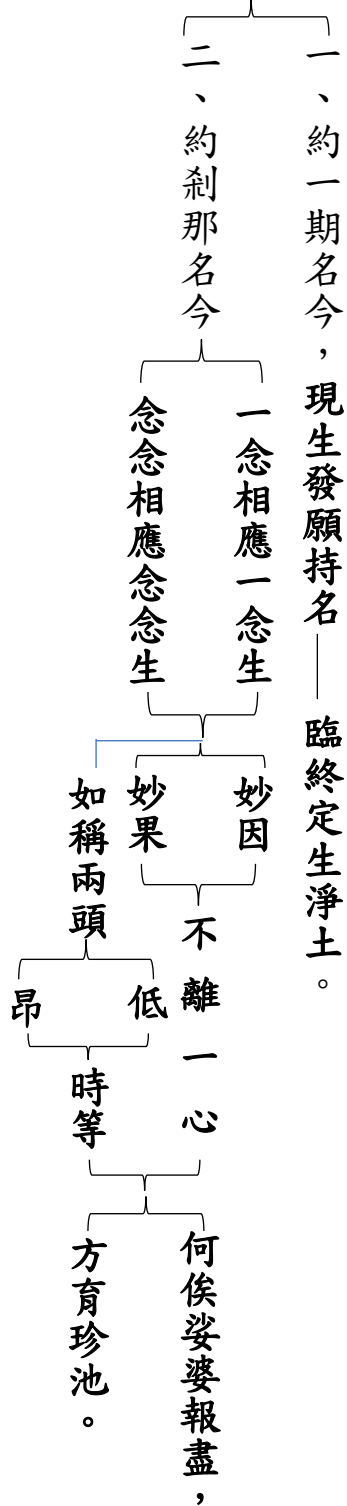 一、約一期名今，現生發願持名—— 臨終定生淨土。
二、約剎那名今
一念相應一念生
念念相應念念生
妙因
妙果
不離一心
如稱兩頭
低
昂
時等
何俟娑婆報盡，
方育珍池。